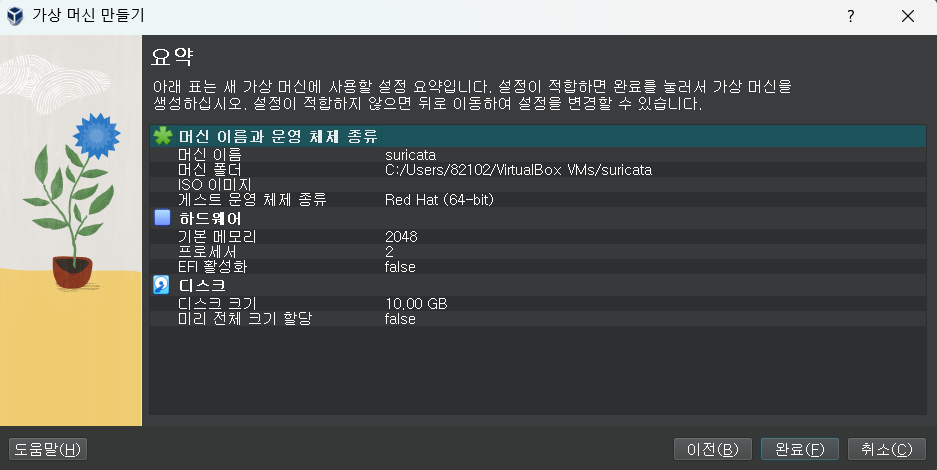 가상 머신 만들기
?
요약
아래 표는 새 가상 머신에 사용할 설정 요약입니다. 설정이 적합하면 완료를 눌러서 가상 머신을
생성하십시오. 설정이 적합하지 않으면 뒤로 이동하여 설정을 변경할 수 있습니다.
머신 이름과 운영 체제 종류
머신 이름 suricata
머신 폴더 C:/Users/82102/VirtualBox VMs/suricata
ISO 이미지
게스트 운영 체제 종류 Red Hat (64-bit)
하드웨어
기본 메모리 2048
프로세서 2
EFI 활성화 false
디스크
디스크 크기 10.00 GB
미리 전체 크기 할당 false
도움말(H) 이전(B) 완료(F) 취소(C)